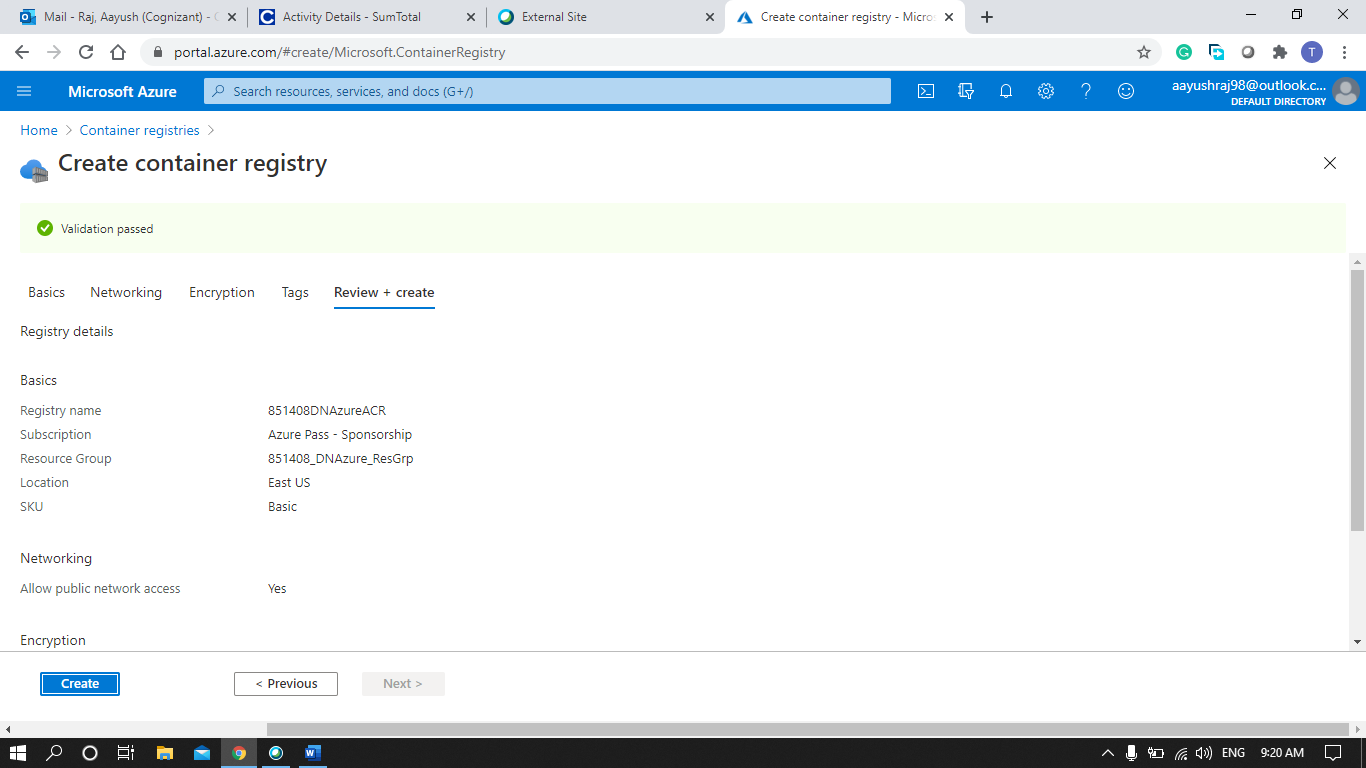 Mail - Raj, Aayush (Cognizant) -
Activity Details - SumTotal
External Site
Create container registry - Micro
portal.azure.com/#create/Microsoft.ContainerRegistry
T
Microsoft Azure
Search resources, services, and docs (G+/)
aayushraj98@outlook.c...
DEFAULT DIRECTORY
Home > Container registries >
Create container registry
Validation passed
Basics Networking Encryption Tags Review + create
Registry details
Basics
Registry name 851408DNAzureACR
Subscription Azure Pass - Sponsorship
Resource Group 851408_DNAzure_ResGrp
Location East US
SKU Basic
Networking
Allow public network access Yes
Encryption
Create < Previous Next >
ENG 9:20 AM